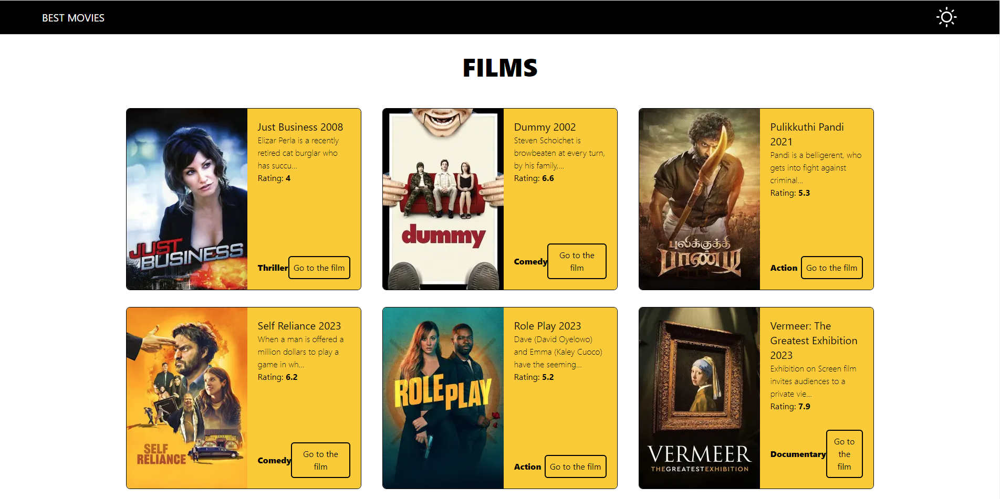 BEST MOVIES
FILMS
JUST
BUSINESS
Just Business 2008
Elizar Perla is a recently
retired cat burglar who
has succu...
Rating: 4
Thriller
Go to the film
dummy
Dummy 2002
Steven Schoichet is
browbeaten at every turn,
by his family,...
Rating: 6.6
Comedy
Go to the
film
புலிக்குத்தி
பாண்டி
Pulikkuthi Pandi
2021
Pandi is a belligerent, who
gets into fight against
criminal...
Rating: 5.3
Action
Go to the film
SELF
RELIANCE
Self Reliance 2023
When a man is offered a
million dollars to play a
game in wh...
Rating: 6.2
Comedy
Go to the
film
ROLE PLAY
Role Play 2023
Dave (David Oyelowo)
and Emma (Kaley Cuoco)
have the seeming...
Rating: 5.2
Action
Go to the film
VERMEER
THEGREATESTEXHIBITION
Vermeer: The
Greatest Exhibition
2023
Exhibition on Screen film
invites audiences to a
private vie...
Rating: 7.9
Documentary
Go to
the
film